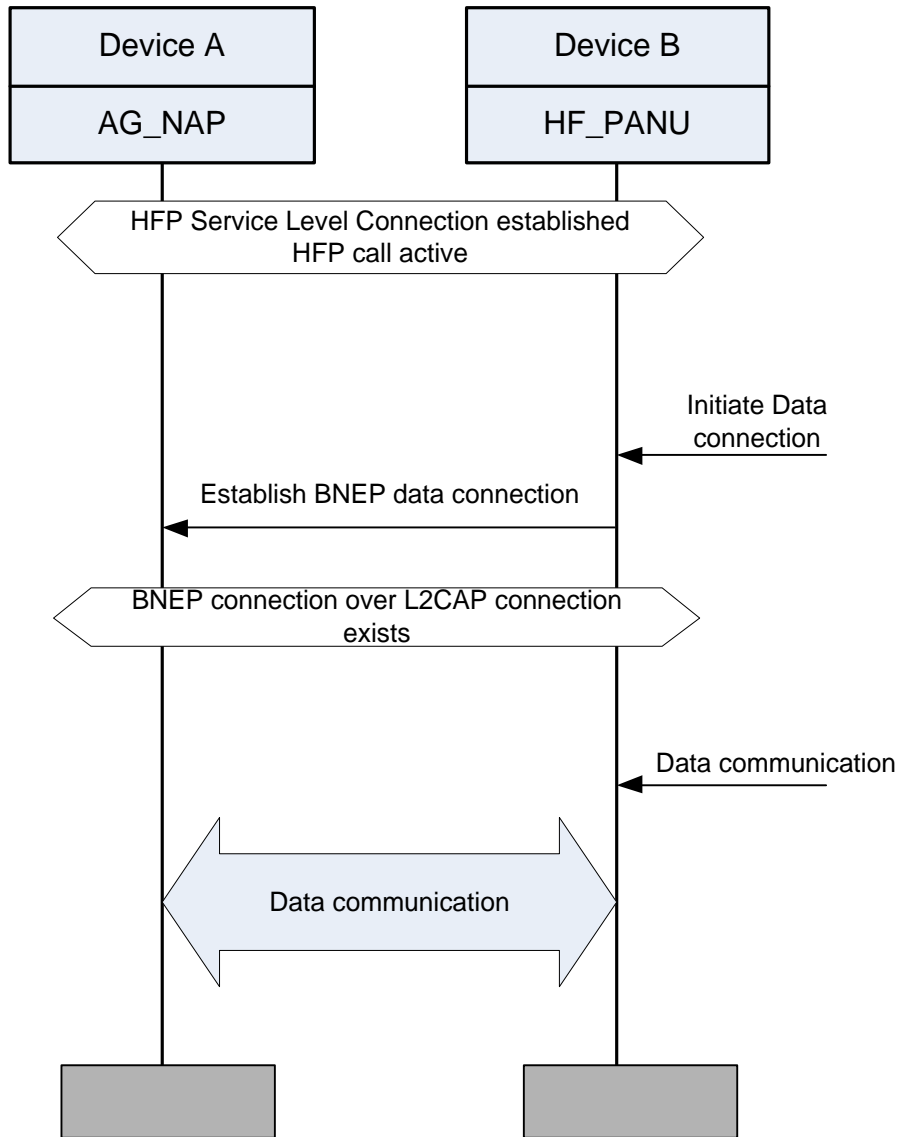 Device A
Device B
AG_NAP
HF_PANU
HFP Service Level Connection established
HFP call active
Initiate Data
connection
Establish BNEP data connection
BNEP connection over L2CAP connection
exists
Data communication
Data communication